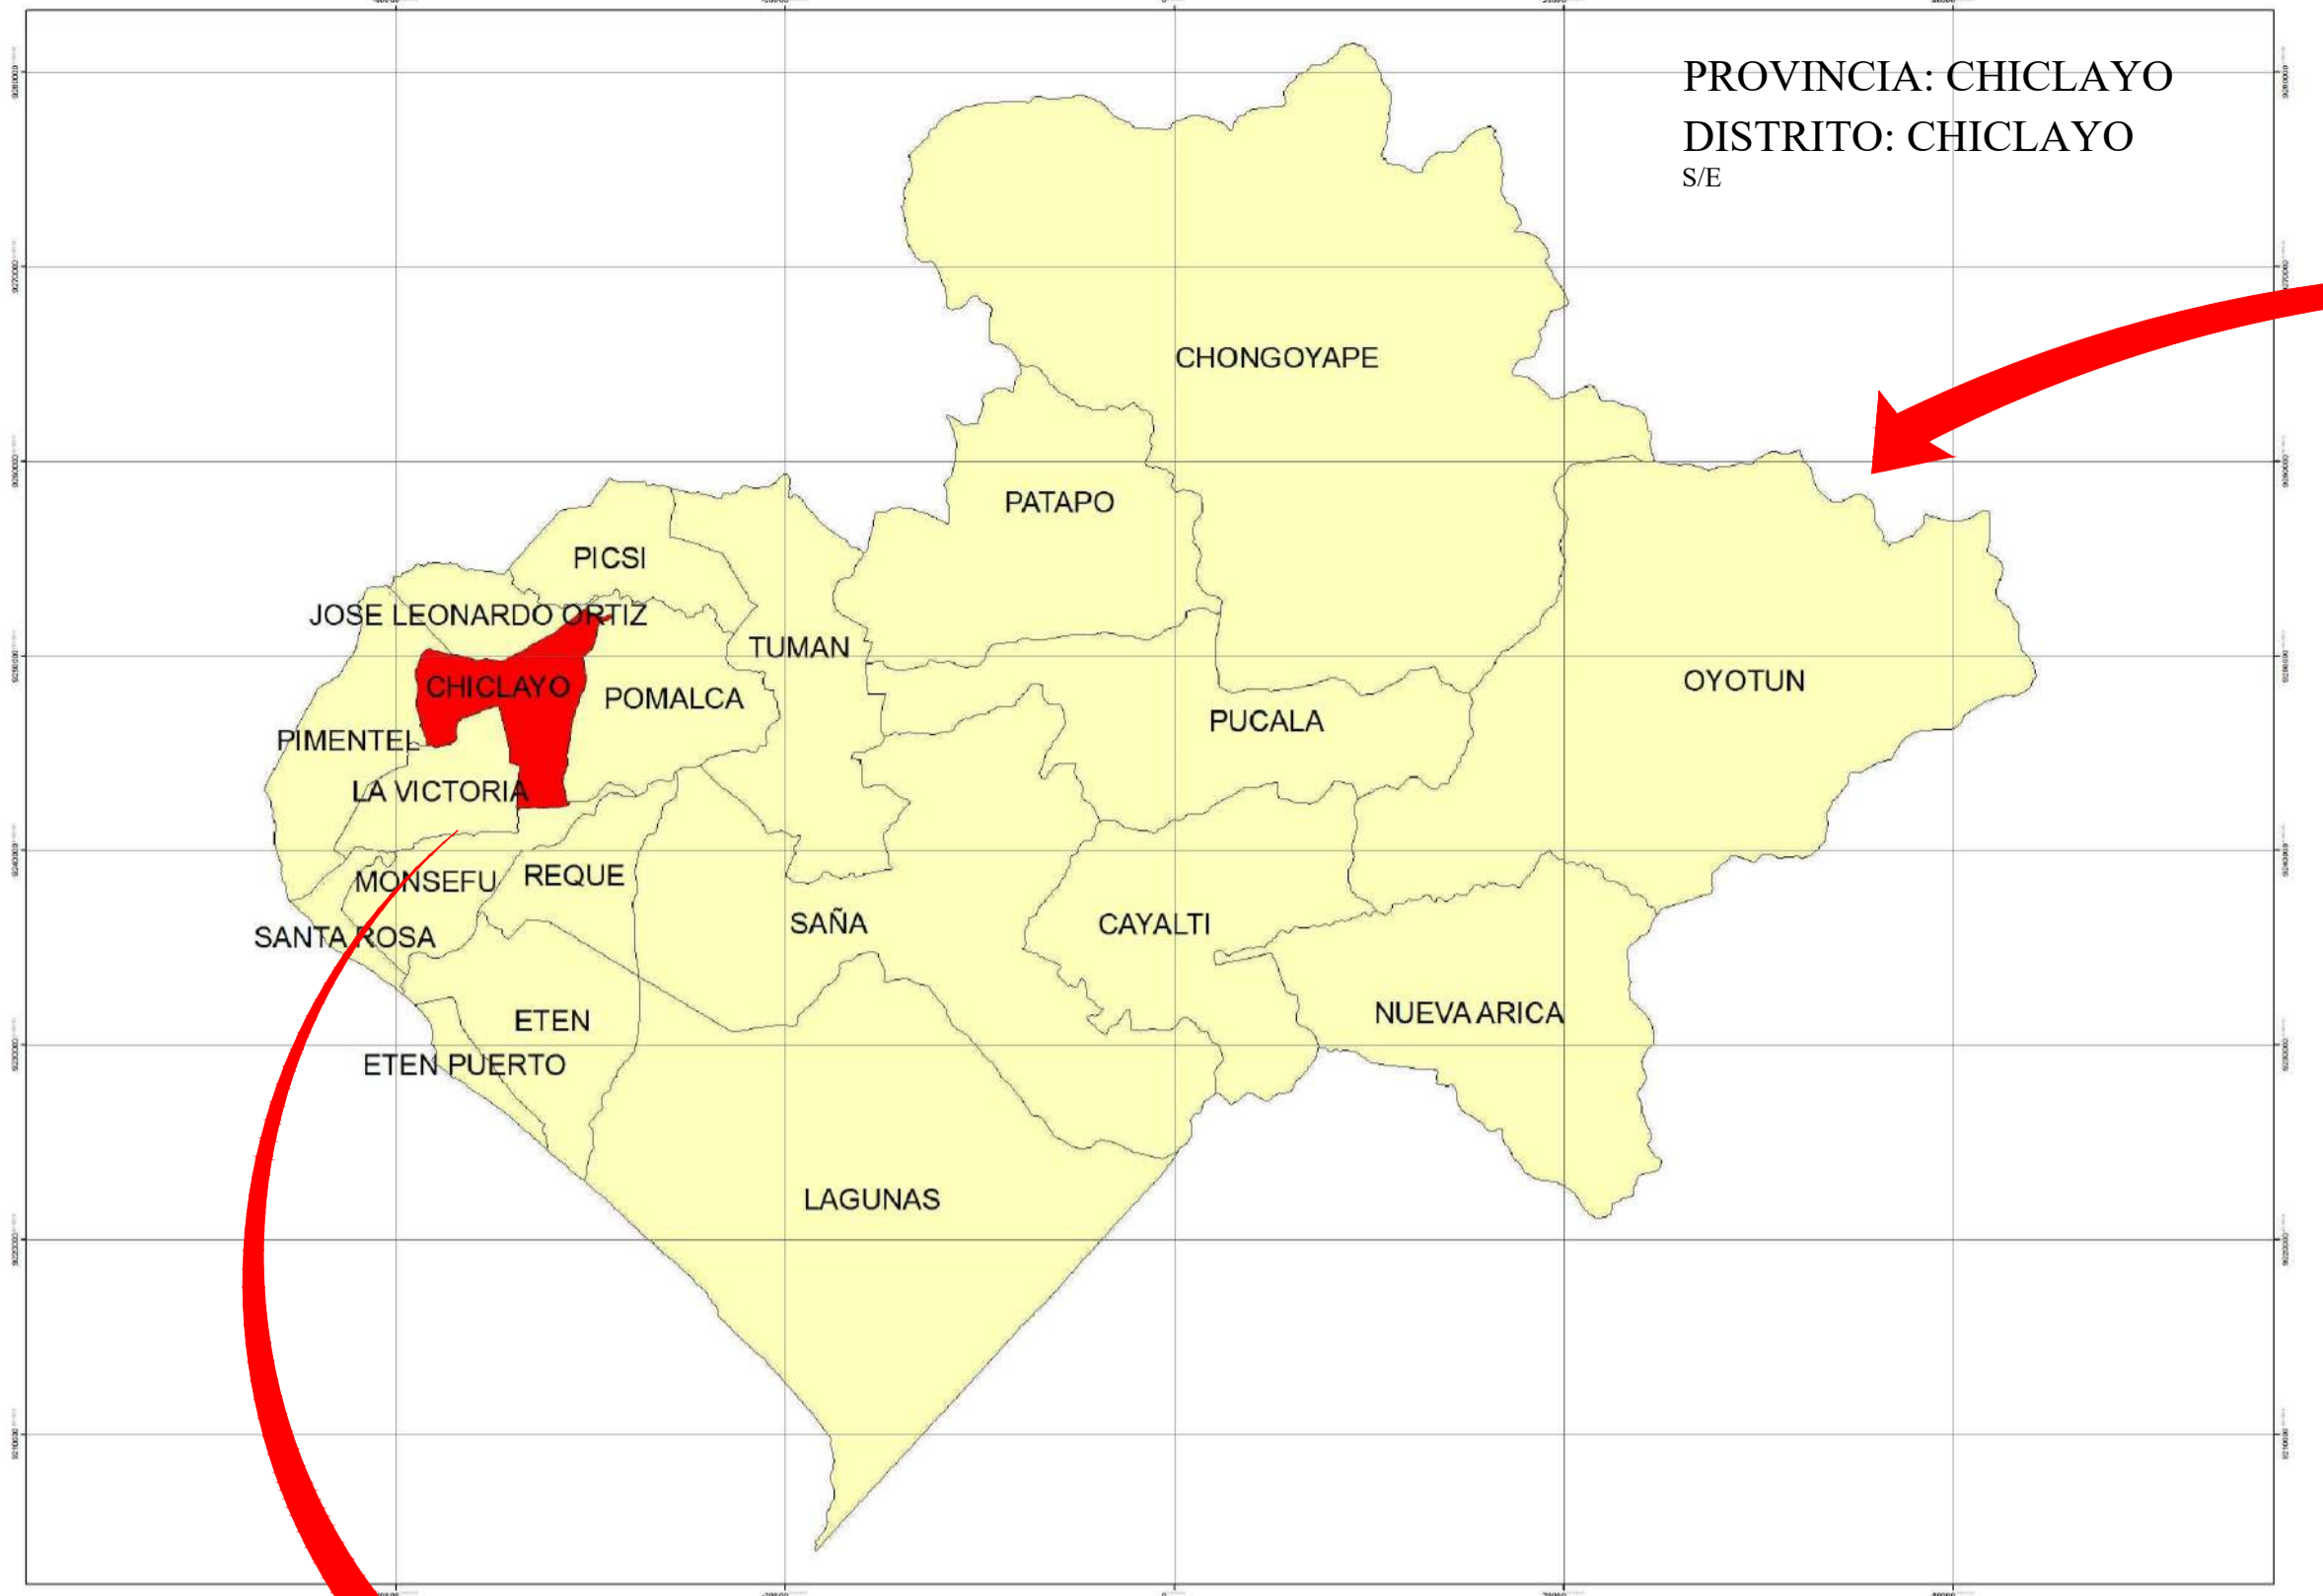 PROVINCIA: CHICLAYO
DISTRITO: CHICLAYO
S/E
CHONGOYAPE
PATAPO
PICSI
JOSE LEONARDO ORTIZ
TUMAN
OYOTUN
CHICLAYO
POMALCA
PUCALA
PIMENTEL
LA VICTORIA
MONSEFU
REQUE
SAÑA
CAYALTI
SANTA ROSA
NUEVA ARICA
ETEN
ETEN PUERTO
LAGUNAS